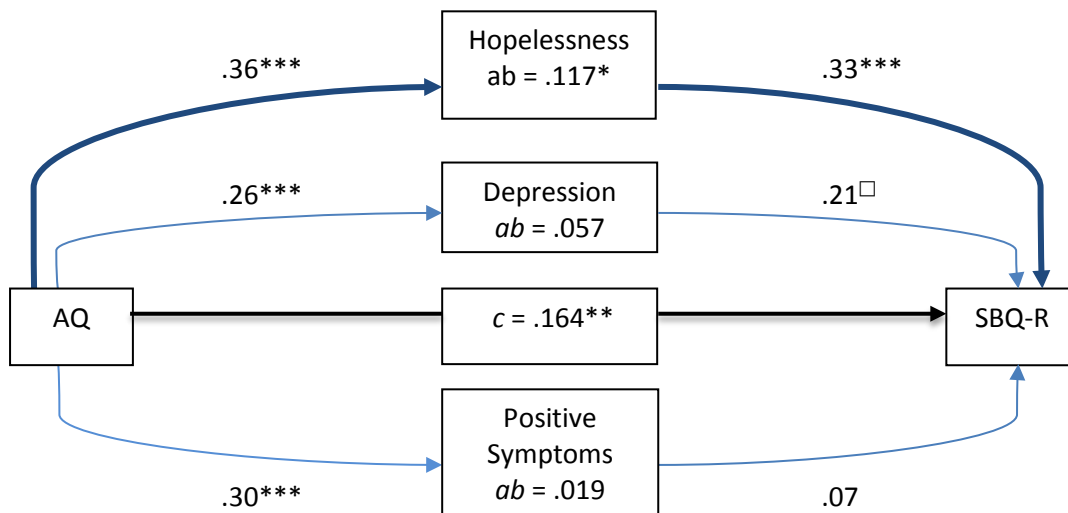 Hopelessness
ab = .117*
.36***
.33***
Depression
ab = .057
.26***
.21□
AQ
c = .164**
SBQ-R
Positive
Symptoms
ab = .019
.30***
.07